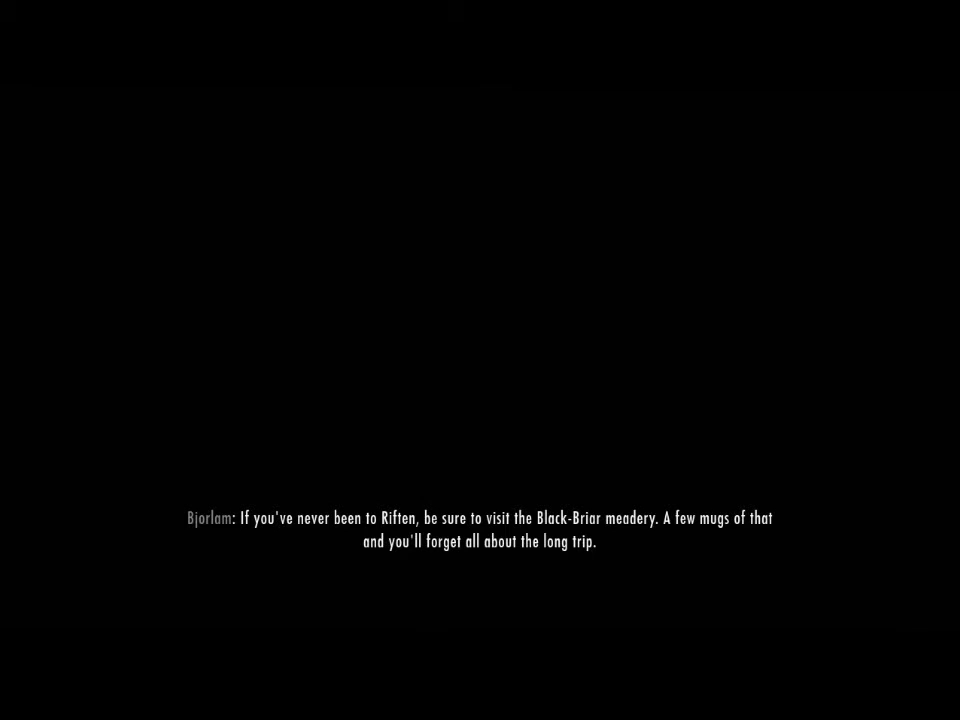 Bjorlam: If you've never been to Riften, be sure to visit the Black-Briar meadery. A few mugs of that
and you'll forget all about the long trip.